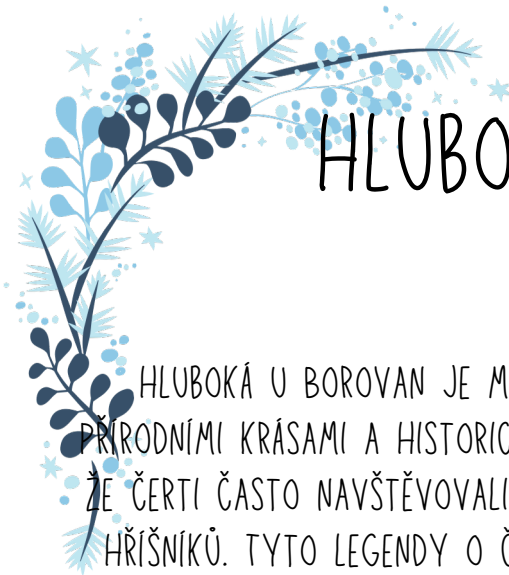 HLUBO
HLUBOKÁ U BOROVAN JE M
PŘÍRODNÍMI KRÁSAMI A HISTORIC
ŽE ČERTI ČASTO NAVŠTĚVOVALI
HŘÍŠNÍKŮ. TYTO LEGENDY O Č